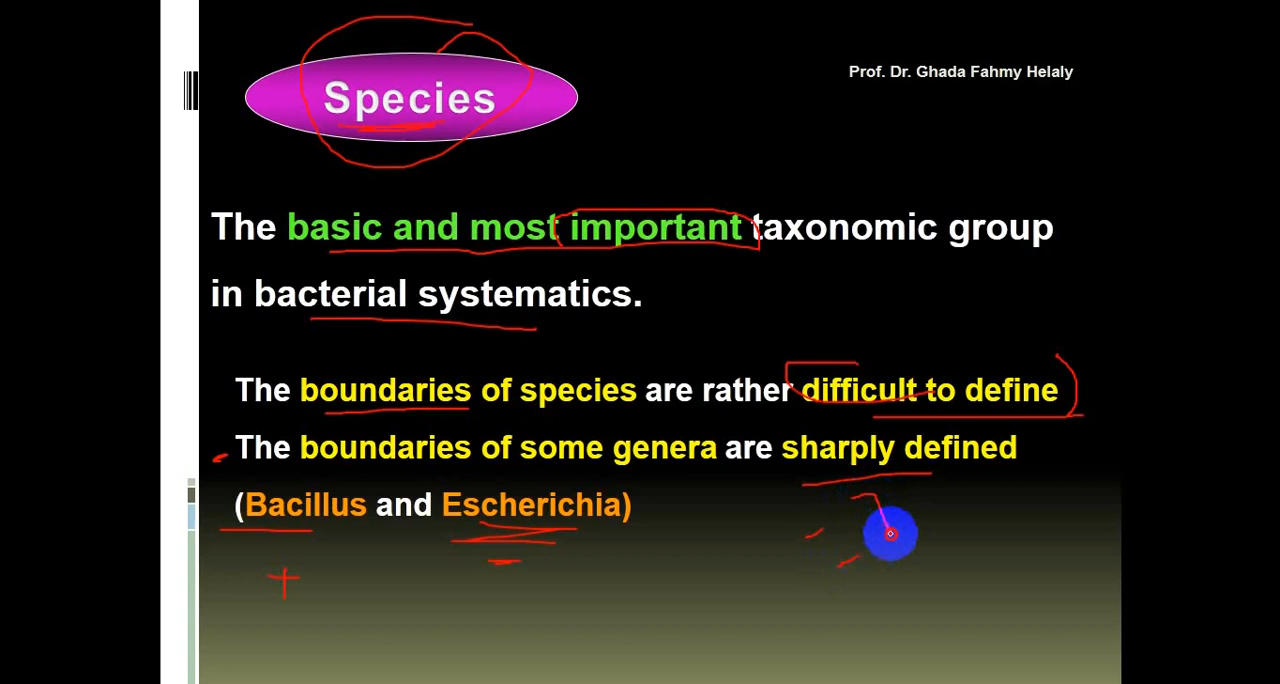 Species
Prof. Dr. Ghada Fahmy Helaly
The basic and most important taxonomic group
in bacterial systematics.
The boundaries of species are rather difficult to define
The boundaries of some genera are sharply defined
(Bacillus and Escherichia)
+